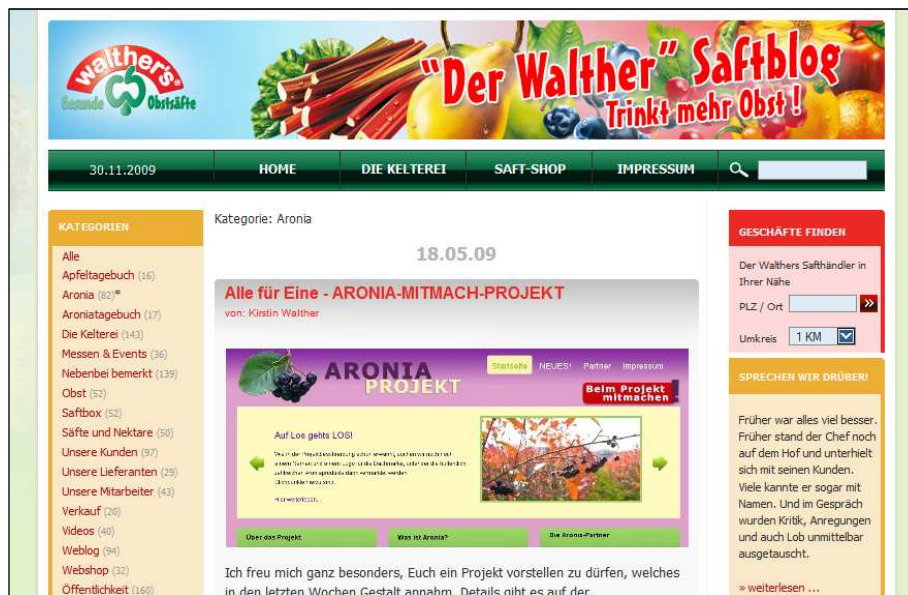 walther's
Gesunde Obstsäfte
"Der Walther" Saftblog
Trinkt mehr Obst !
30.11.2009
HOME
DIE KELTEREI
SAFT-SHOP
IMPRESSUM
KATEGORIEN
Alle
Apfeltagebuch (16)
Aronia (82)*
Aroniatagebuch (17)
Die Kelterei (143)
Messen & Events (36)
Nebenbei bemerkt (139)
Obst (52)
Saftbox (52)
Säfte und Nektare (50)
Unsere Kunden (97)
Unsere Lieferanten (29)
Unsere Mitarbeiter (43)
Verkauf (20)
Videos (40)
Weblog (94)
Webshop (32)
Öffentlichkeit (160)
Kategorie: Aronia
18.05.09
Alle für Eine - ARONIA-MITMACH-PROJEKT
von: Kirstin Walther
ARONIA
PROJEKT
Startseite NEUES! Partner Impressum
Beim Projekt
mitmachen
Auf Los gehts LOS!
Hier weiterlesen...
Über das Projekt
Was ist Aronia?
Die Aronia-Partner
Ich freu mich ganz besonders, Euch ein Projekt vorstellen zu dürfen, welches
in den letzten Wochen Gestalt annahm. Details gibt es auf der
GESCHÄFTE FINDEN
Der Walthers Safthändler in
Ihrer Nähe
PLZ / Ort
Umkreis 1 KM
SPRECHEN WIR DRÜBER!
Früher war alles viel besser.
Früher stand der Chef noch
auf dem Hof und unterhielt
sich mit seinen Kunden.
Viele kannte er sogar mit
Namen. Und im Gespräch
wurden Kritik, Anregungen
und auch Lob unmittelbar
ausgetauscht.
» weiterlesen ...